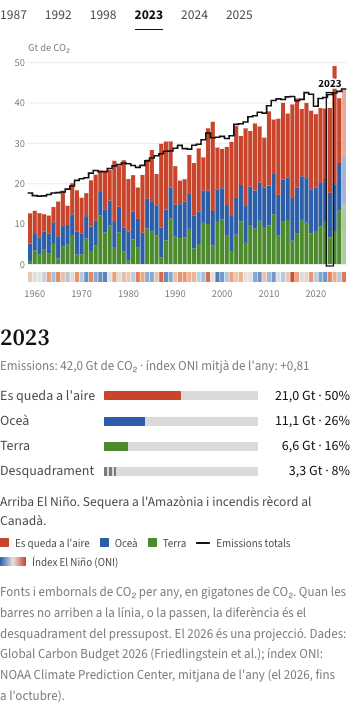 1987 1992 1998 2023 2024 2025
Gt de CO₂
50
2023
40
30
20
10
0
1960 1970 1980 1990 2000 2010 2020
2023
Emissions: 42,0 Gt de CO₂ · índex ONI mitjà de l'any: +0,81
Es queda a l'aire 21,0 Gt · 50%
Oceà 11,1 Gt · 26%
Terra 6,6 Gt · 16%
Desquadrament 3,3 Gt · 8%
Arriba El Niño. Sequera a l'Amazònia i incendis rècord al
Canadà.
Es queda a l'aire Oceà Terra Emissions totals
Índex El Niño (ONI)
Fonts i embornals de CO₂ per any, en gigatones de CO₂. Quan les
barres no arriben a la línia, o la passen, la diferència és el
desquadrament del pressupost. El 2026 és una projecció. Dades:
Global Carbon Budget 2026 (Friedlingstein et al.); índex ONI:
NOAA Climate Prediction Center, mitjana de l'any (el 2026, fins
a l'octubre).